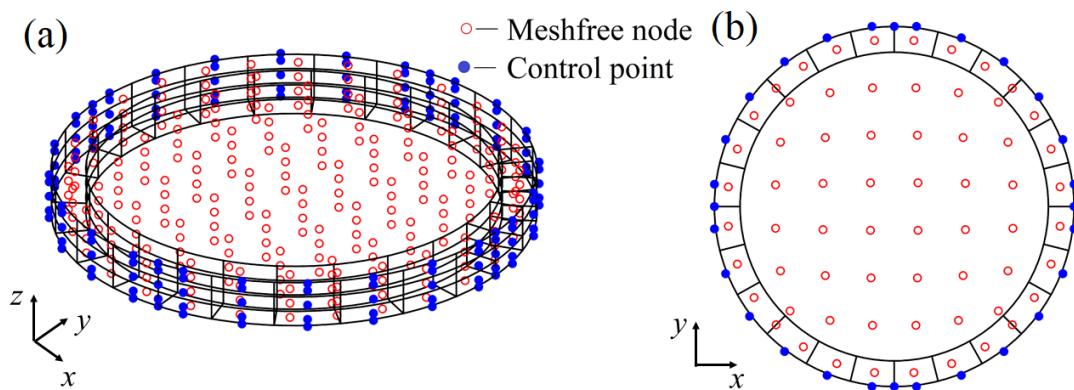 (a)
○— Meshfree node
●— Control point
(b)
z
y
x
y
x